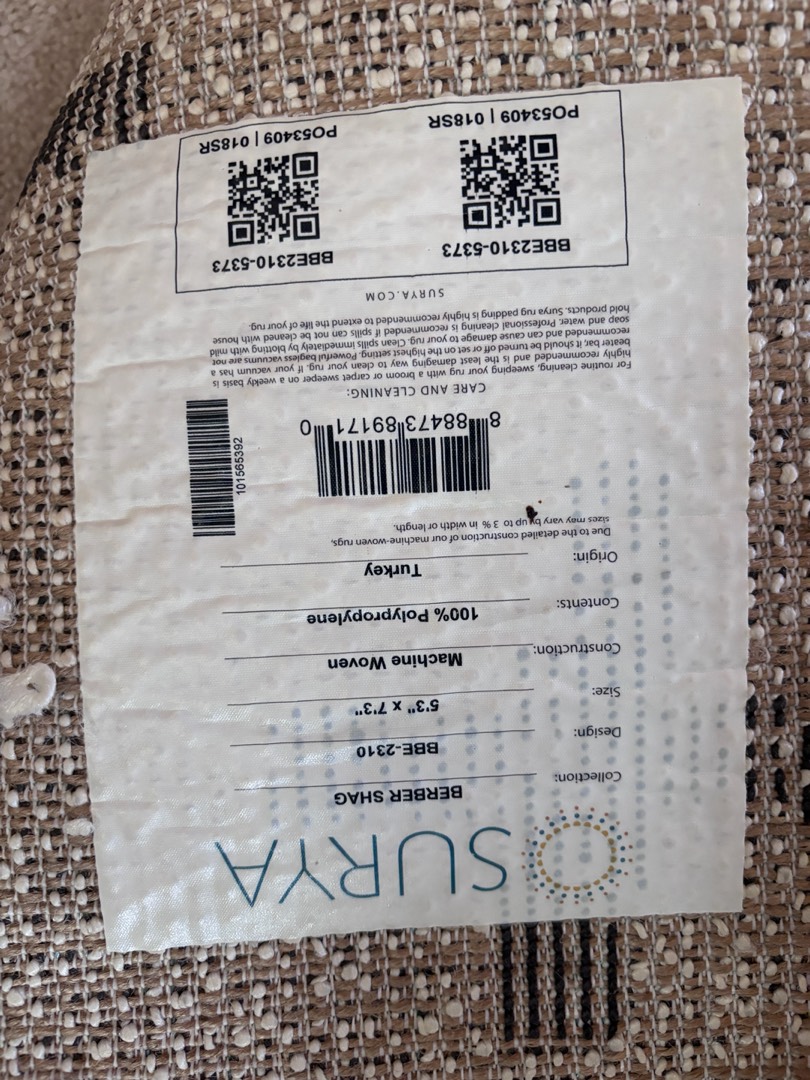 SURYA
Collection: BERBER SHAG
Design: BBE-2310
Size: 5'3" x 7'3"
Construction: Machine Woven
Contents: 100% Polypropylene
Origin: Turkey
Due to the detailed construction of our machine-woven rugs,
sizes may vary by up to 3 % in width or length.
8 88473 89171 0
101565392
CARE AND CLEANING:
For routine cleaning, sweeping your rug with a broom or carpet sweeper on a weekly basis is
highly recommended and is the least damaging way to clean your rug. If your vacuum has a
beater bar, it should be turned off or set on the highest setting. Powerful bagless vacuums are not
recommended and can cause damage to your rug. Clean spills immediately by blotting with mild
soap and water. Professional cleaning is recommended if spills can not be cleaned with house
hold products. Surya rug padding is highly recommended to extend the life of your rug.
SURYA.COM
BBE2310-5373 BBE2310-5373
PO53409 | 018SR PO53409 | 018SR